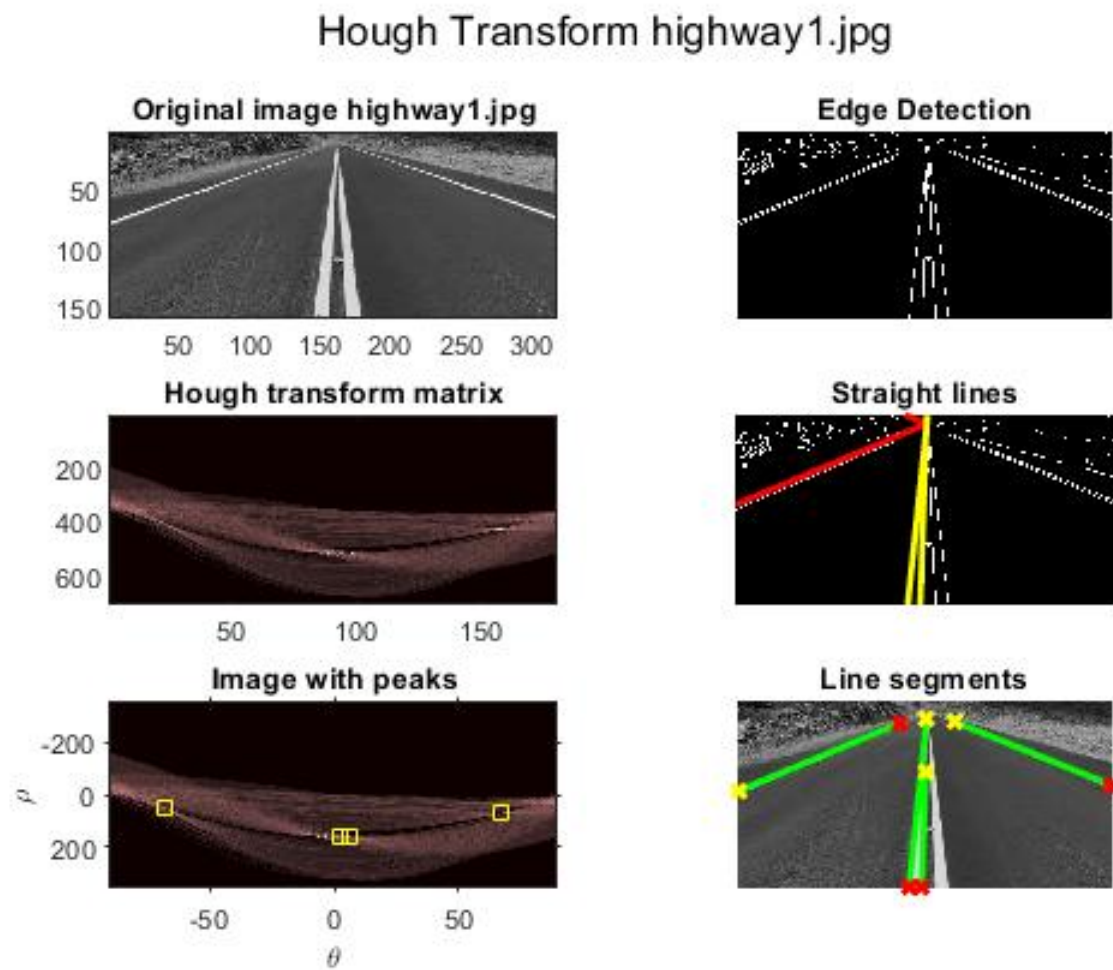 Hough Transform highway1.jpg
Original image highway1.jpg
50
100
150
50 100 150 200 250 300
Edge Detection
Hough transform matrix
200
400
600
50 100 150
Straight lines
Image with peaks
-200
0
200
ρ
-50 0 50
θ
Line segments